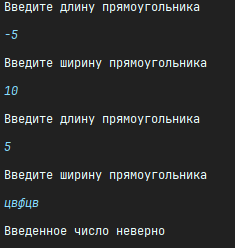 Введите длину прямоугольника
-5
Введите ширину прямоугольника
10
Введите длину прямоугольника
5
Введите ширину прямоугольника
цвфцв
Введенное число неверно